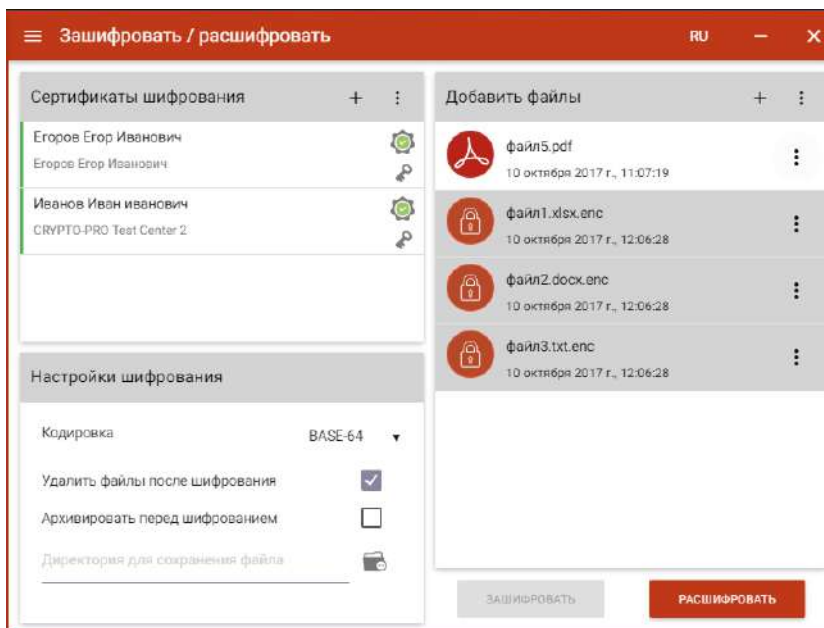 Зашифровать / расшифровать
RU
Сертификаты шифрования
Егоров Егор Иванович
Егоров Егор Иванович
Иванов Иван иванович
CRYPTO-PRO Test Center 2
Настройки шифрования
Кодировка
BASE-64
Удалить файлы после шифрования
Архивировать перед шифрованием
Директория для сохранения файла
Добавить файлы
файл5.pdf
10 октября 2017 г., 11:07:19
файл1.xlsx.enc
10 октября 2017 г., 12:06:28
файл2.docx.enc
10 октября 2017 г., 12:06:28
файл3.txt.enc
10 октября 2017 г., 12:06:28
ЗАШИФРОВАТЬ
РАСШИФРОВАТЬ